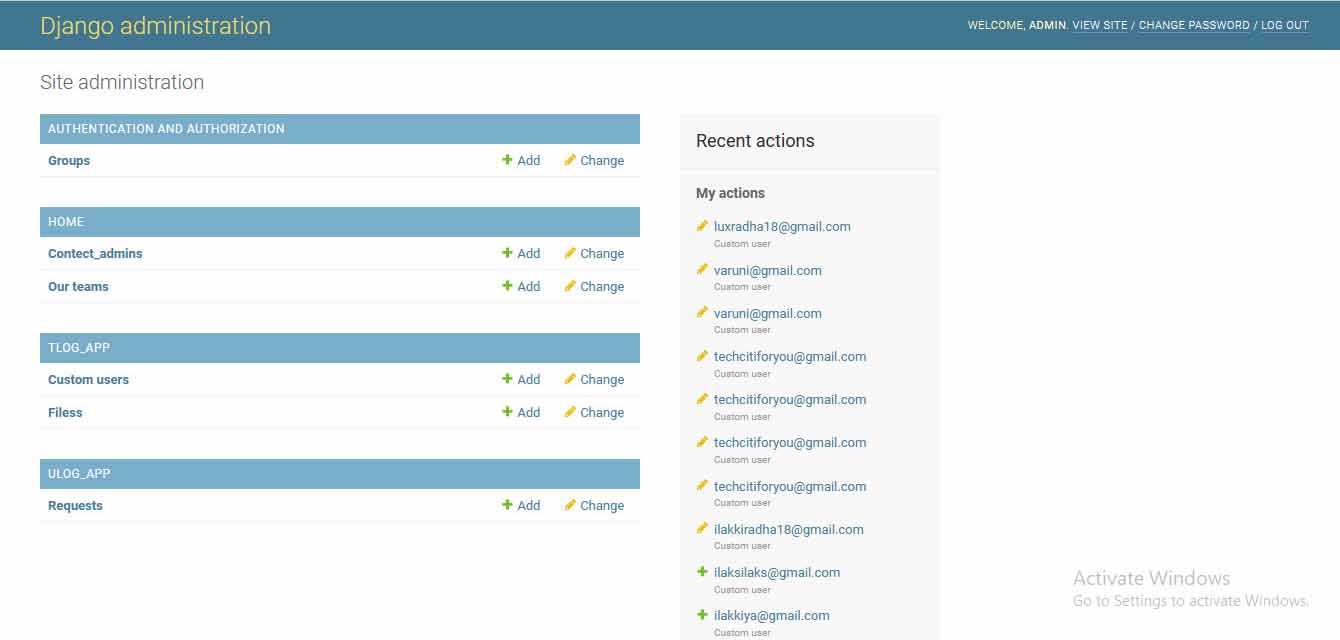 Django administration
WELCOME, ADMIN. VIEW SITE / CHANGE PASSWORD / LOG OUT
Site administration
AUTHENTICATION AND AUTHORIZATION
Groups Add Change
HOME
Contect_admins Add Change
Our teams Add Change
TLOG_APP
Custom users Add Change
Filess Add Change
ULOG_APP
Requests Add Change
Recent actions
My actions
luxradha18@gmail.com
Custom user
varuni@gmail.com
Custom user
varuni@gmail.com
Custom user
techcitiforyou@gmail.com
Custom user
techcitiforyou@gmail.com
Custom user
techcitiforyou@gmail.com
Custom user
techcitiforyou@gmail.com
Custom user
ilakkiradha18@gmail.com
Custom user
ilaksilaks@gmail.com
Custom user
ilakkiya@gmail.com
Custom user
Activate Windows
Go to Settings to activate Windows.